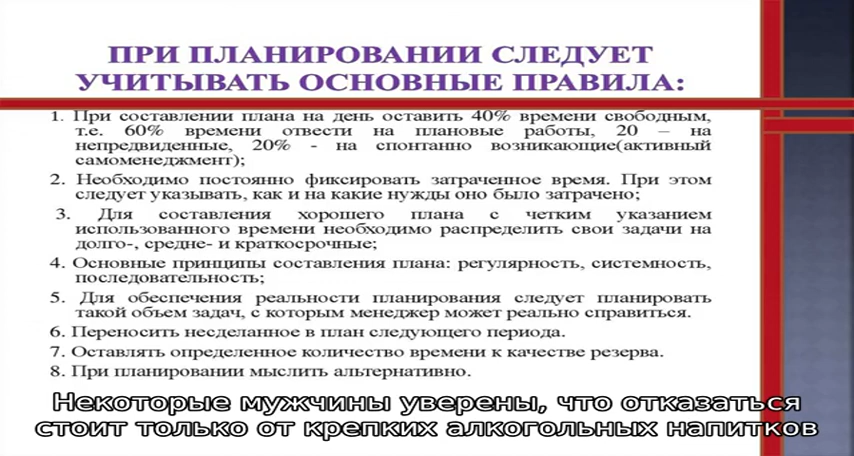 ПРИ ПЛАНИРОВАНИИ СЛЕДУЕТ
УЧИТЫВАТЬ ОСНОВНЫЕ ПРАВИЛА:
1. При составлении плана на день оставить 40% времени свободным,
т.е. 60% времени отвести на плановые работы, 20 – на
непредвиденные, 20% - на спонтанно возникающие(активный
самоменеджмент);
2. Необходимо постоянно фиксировать затраченное время. При этом
следует указывать, как и на какие нужды оно было затрачено;
3. Для составления хорошего плана с четким указанием
использованного времени необходимо распределить свои задачи на
долго-, средне- и краткосрочные;
4. Основные принципы составления плана: регулярность, системность,
последовательность;
5. Для обеспечения реальности планирования следует планировать
такой объем задач, с которым менеджер может реально справиться.
6. Переносить несделанное в план следующего периода.
7. Оставлять определенное количество времени к качестве резерва.
8. При планировании мыслить альтернативно.
Некоторые мужчины уверены, что отказаться
стоит только от крепких алкогольных напитков